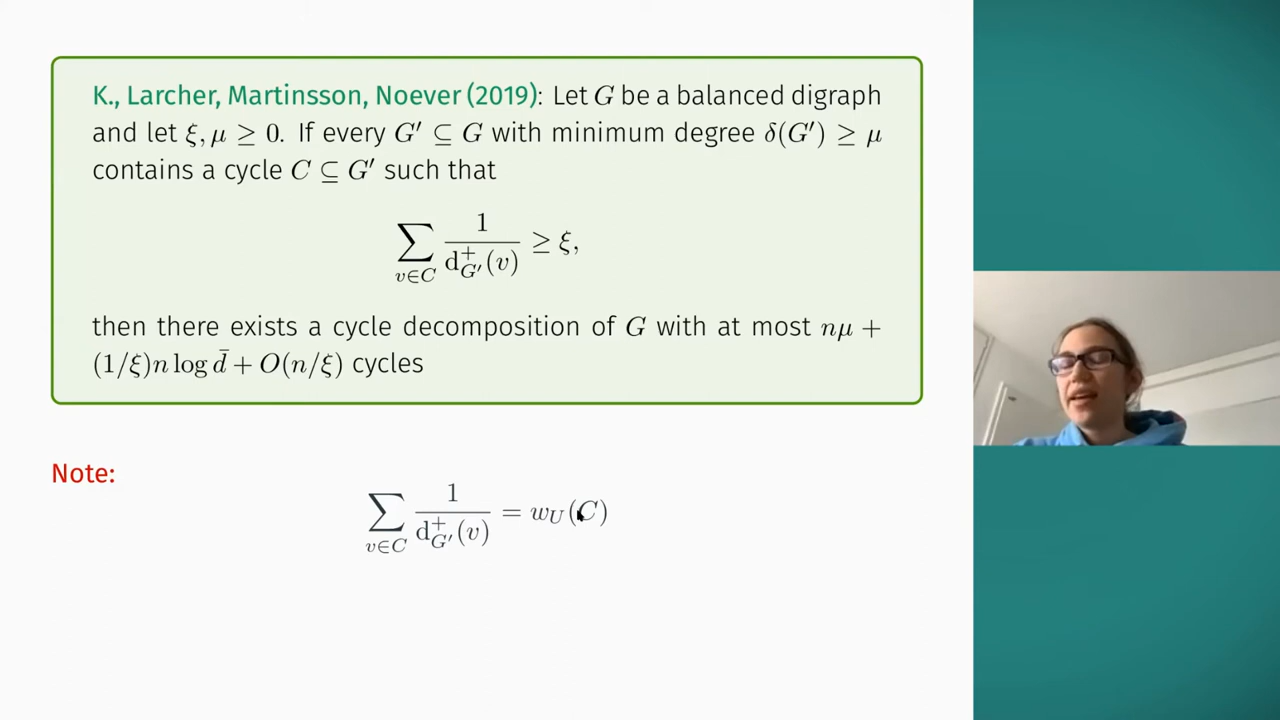 K., Larcher, Martinsson, Noever (2019): Let G be a balanced digraph
and let ξ, μ ≥ 0. If every G′ ⊆ G with minimum degree δ(G′) ≥ μ
contains a cycle C ⊆ G′ such that
∑_{v∈C} 1/d^+_{G′}(v) ≥ ξ,
then there exists a cycle decomposition of G with at most nμ +
(1/ξ)n log d̄ + O(n/ξ) cycles
Note:
∑_{v∈C} 1/d^+_{G′}(v) = w_U(C)